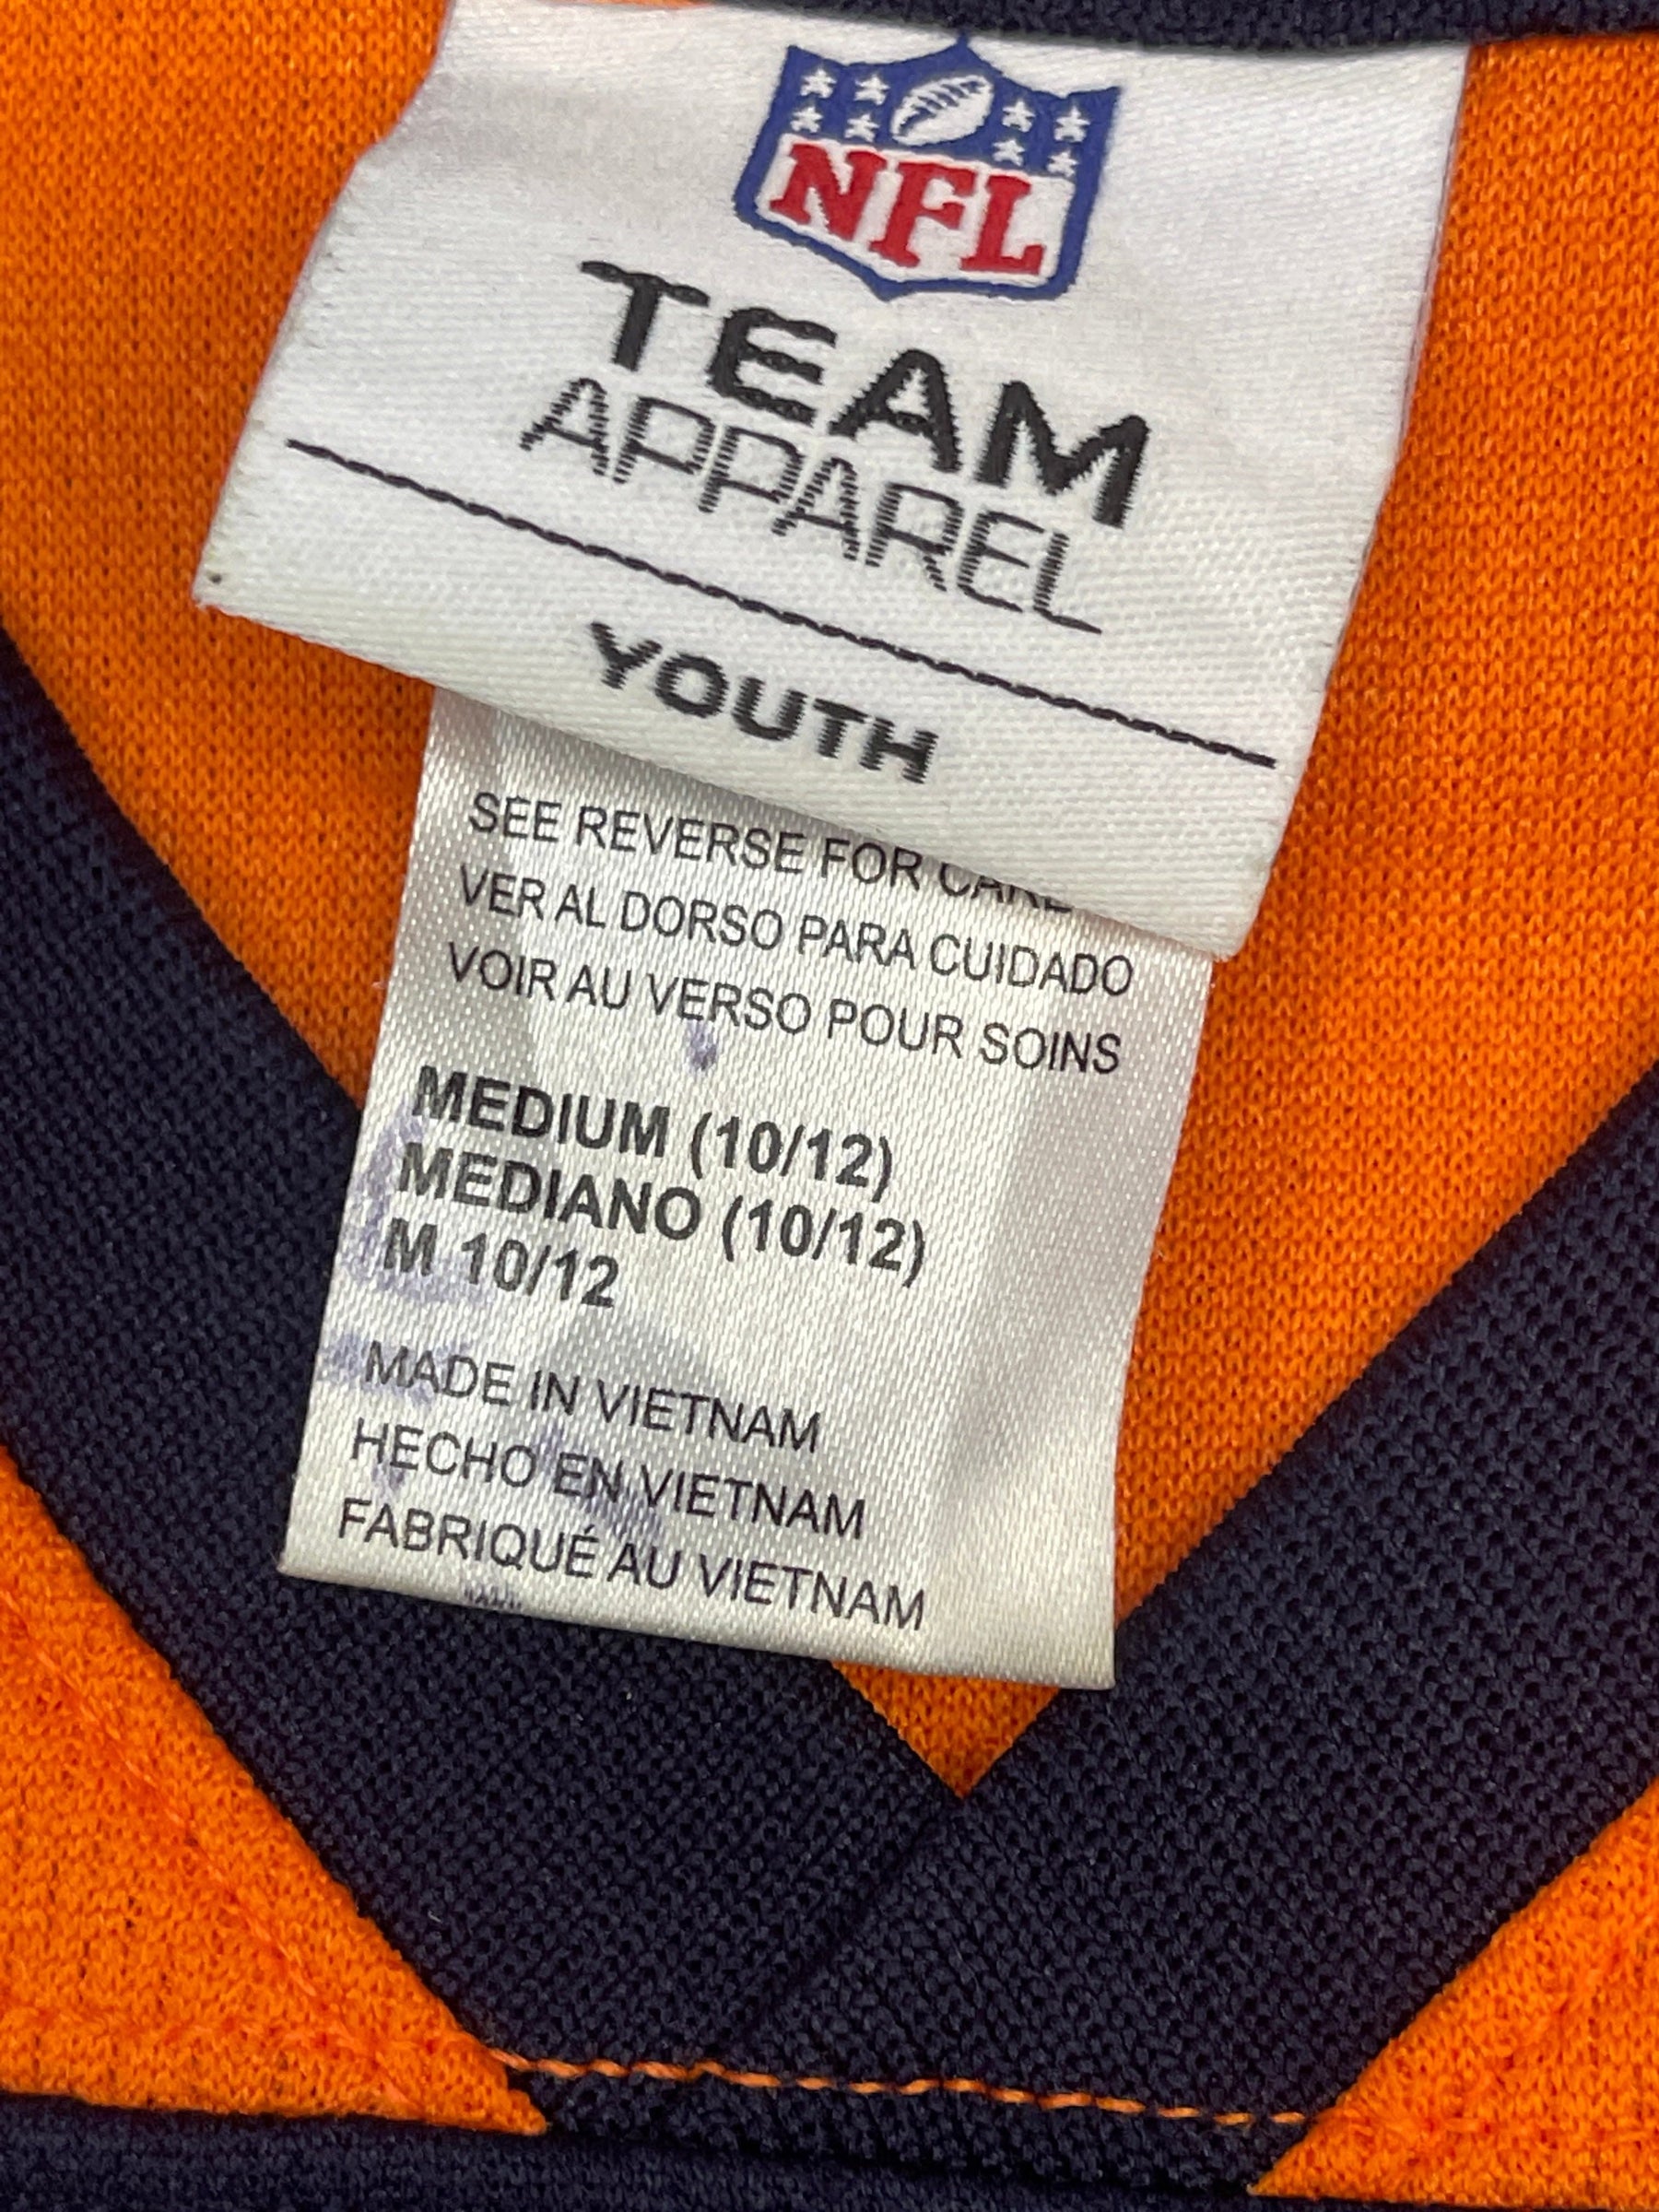 NFL
TEAM
APPAREL
YOUTH
SEE REVERSE FOR CARE
VER AL DORSO PARA CUIDADO
VOIR AU VERSO POUR SOINS
MEDIUM (10/12)
MEDIANO (10/12)
M 10/12
MADE IN VIETNAM
HECHO EN VIETNAM
FABRIQUÉ AU VIETNAM